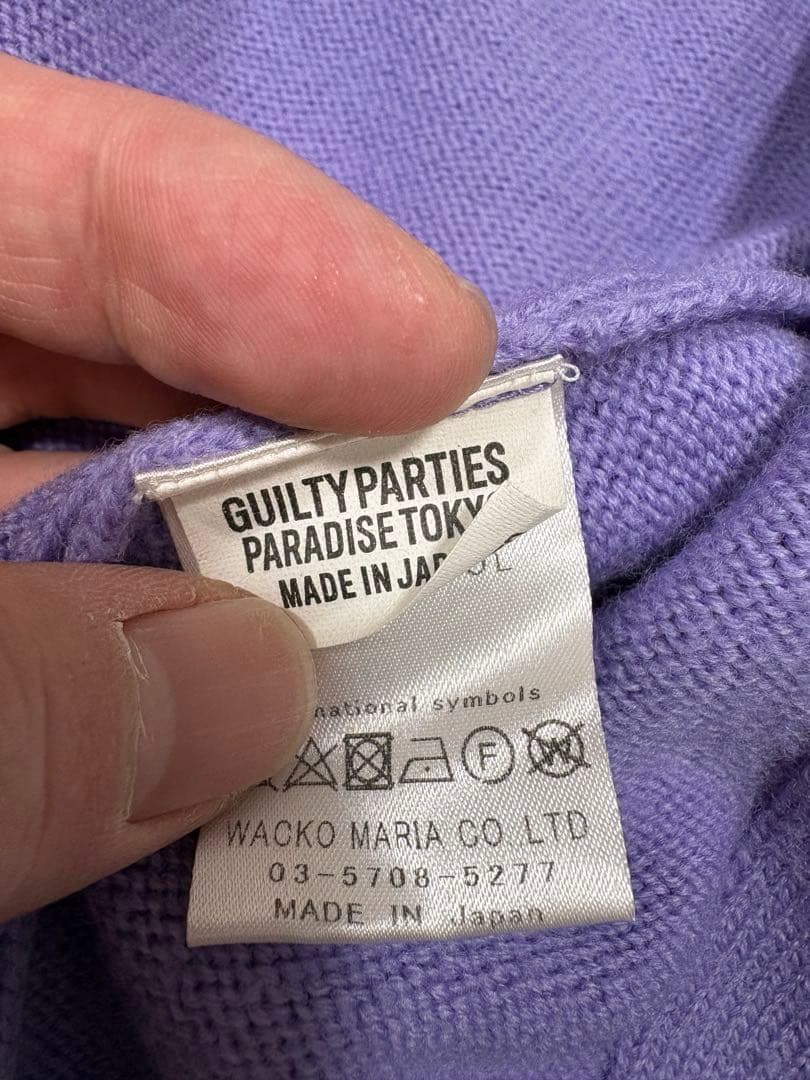 GUILTY PARTIES
PARADISE TOKY
MADE IN JAP
national symbols
F W
WACKO MARIA CO.,LTD
03-5708-5277
MADE IN Japan